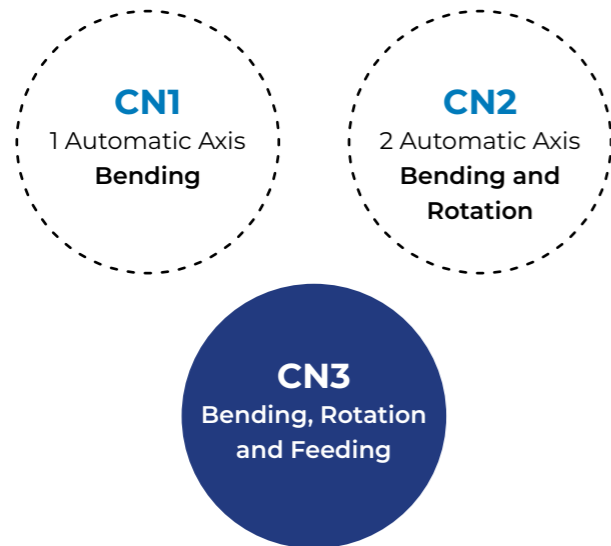 CN1
1 Automatic Axis
Bending
CN2
2 Automatic Axis
Bending and
Rotation
CN3
Bending, Rotation
and Feeding